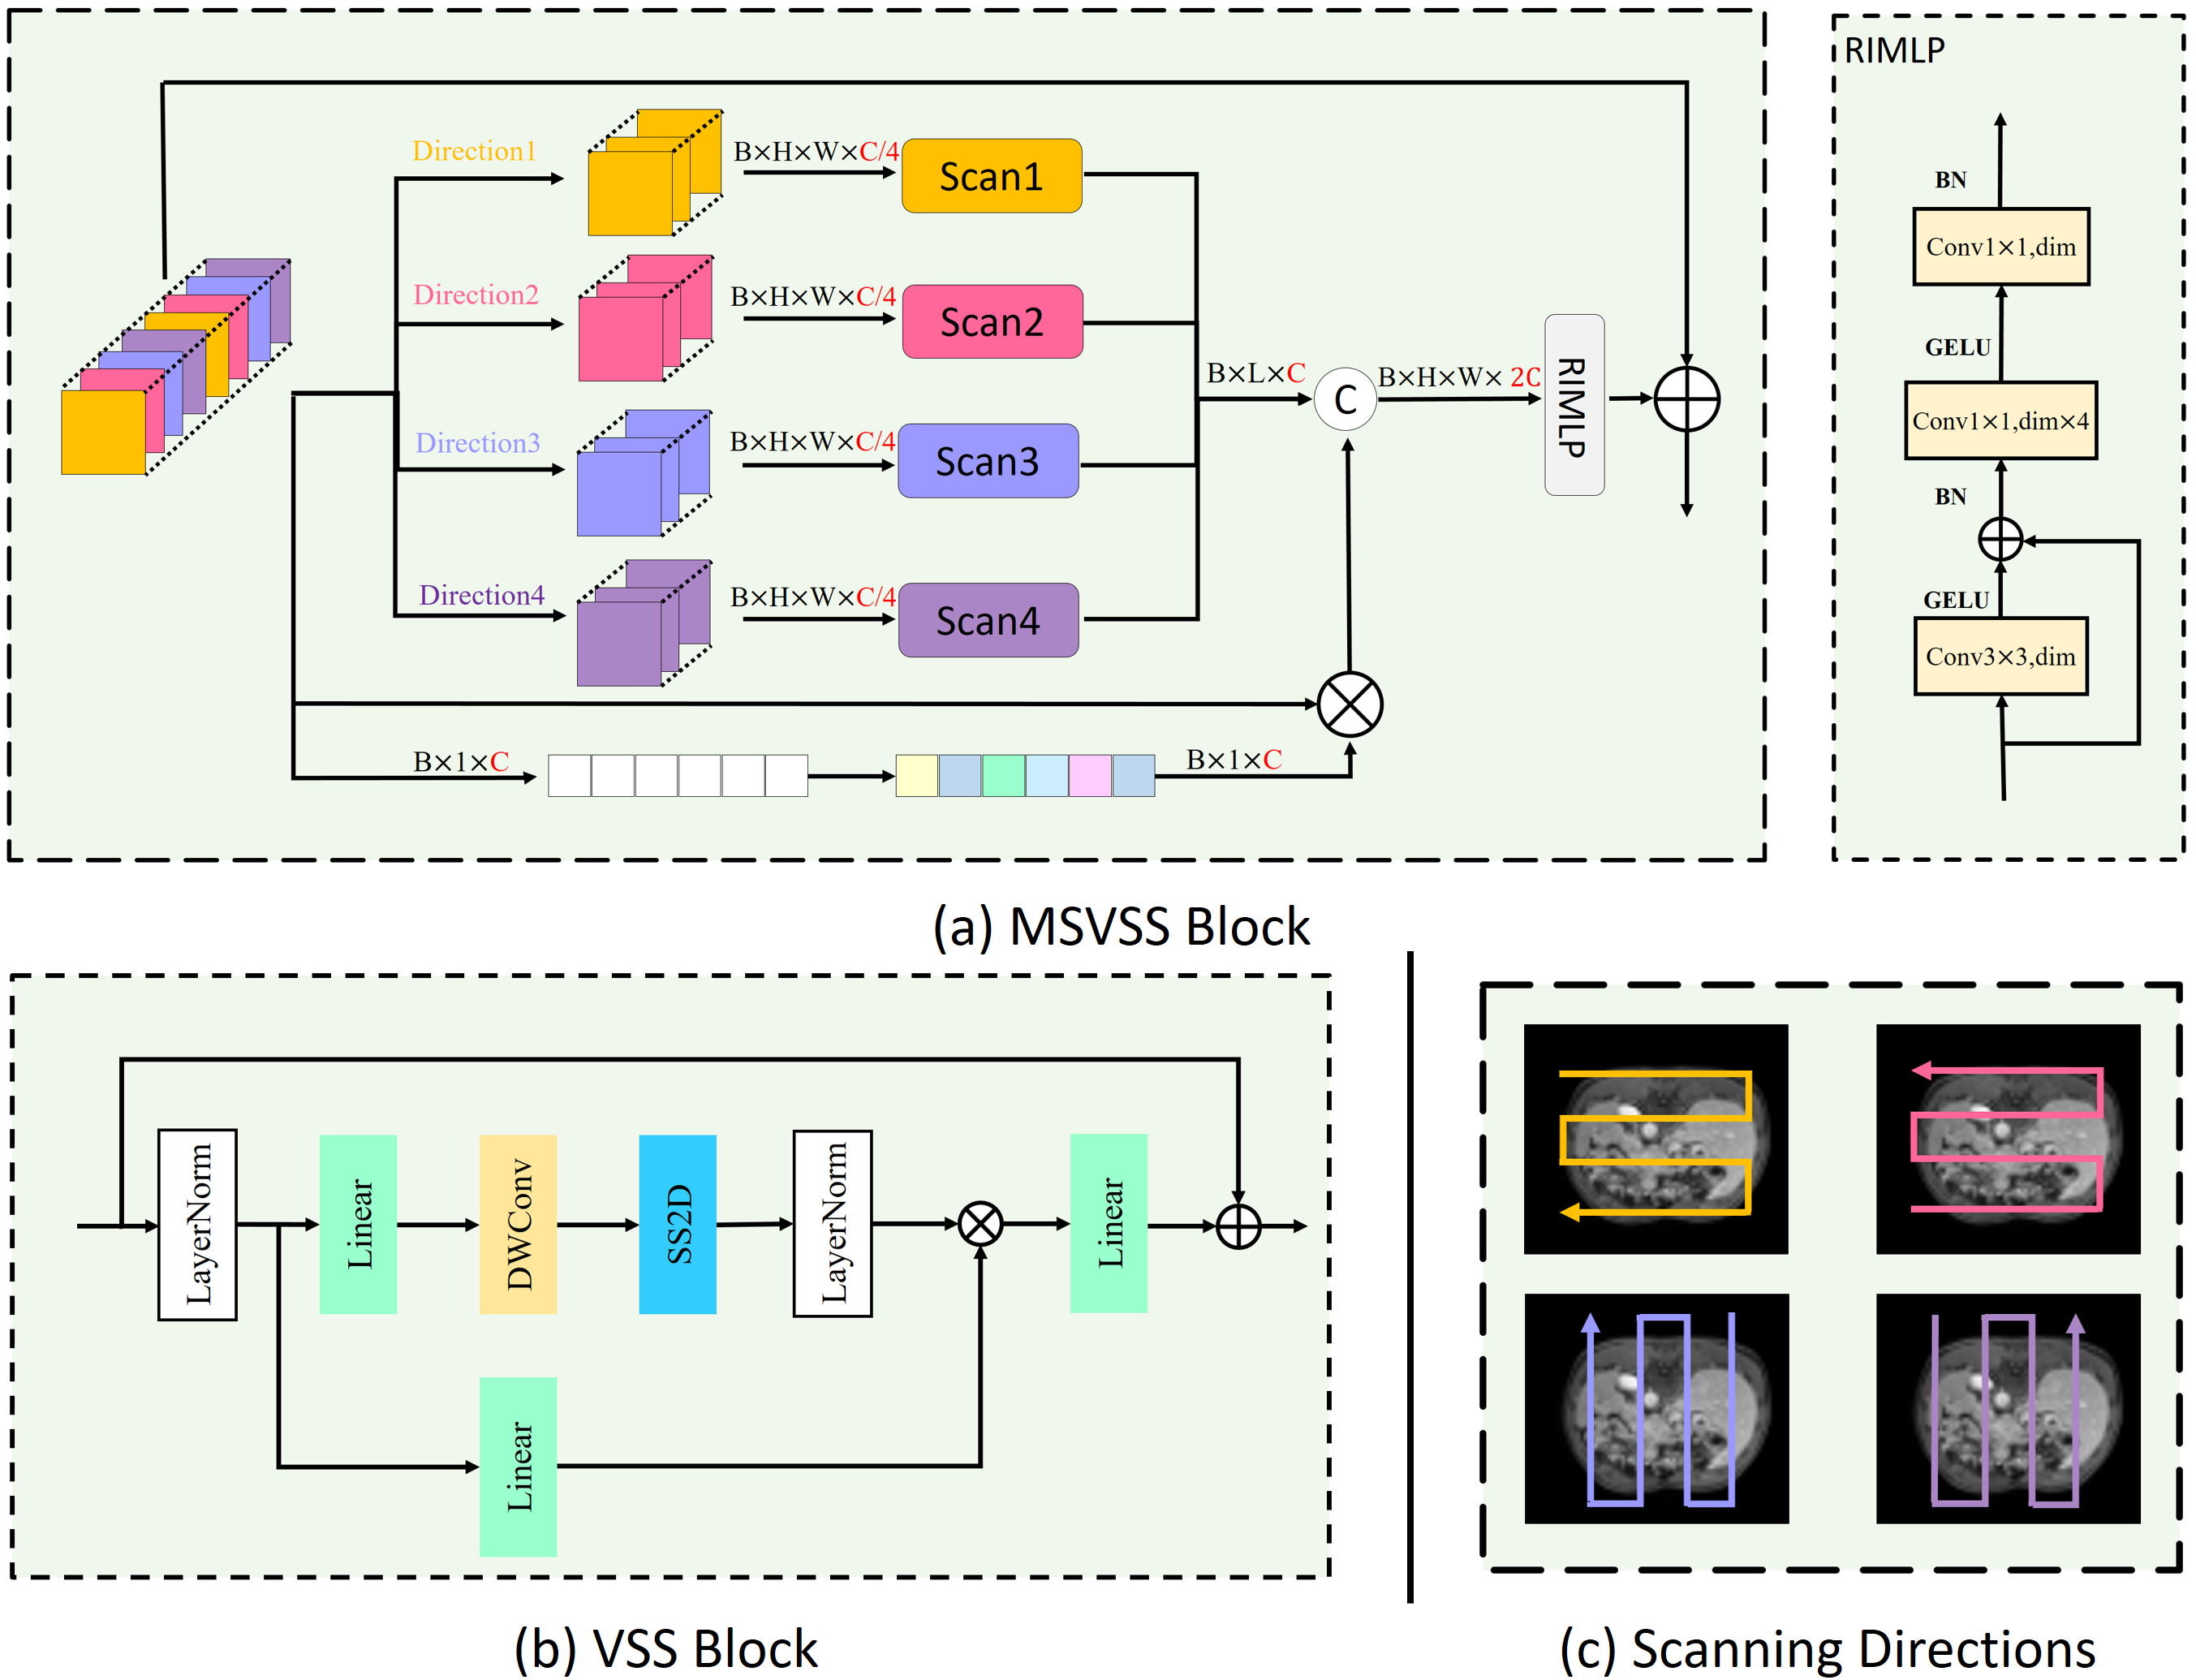 RIMLP
Direction1
B×H×W×C/4
Scan1
Direction2
B×H×W×C/4
Scan2
Direction3
B×H×W×C/4
Scan3
Direction4
B×H×W×C/4
Scan4
B×L×C
C
B×H×W× 2C
RIMLP
B×1×C
B×1×C
BN
Conv1×1,dim
GELU
Conv1×1,dim×4
BN
GELU
Conv3×3,dim
(a) MSVSS Block
LayerNorm
Linear
DWConv
SS2D
LayerNorm
Linear
Linear
(b) VSS Block
(c) Scanning Directions